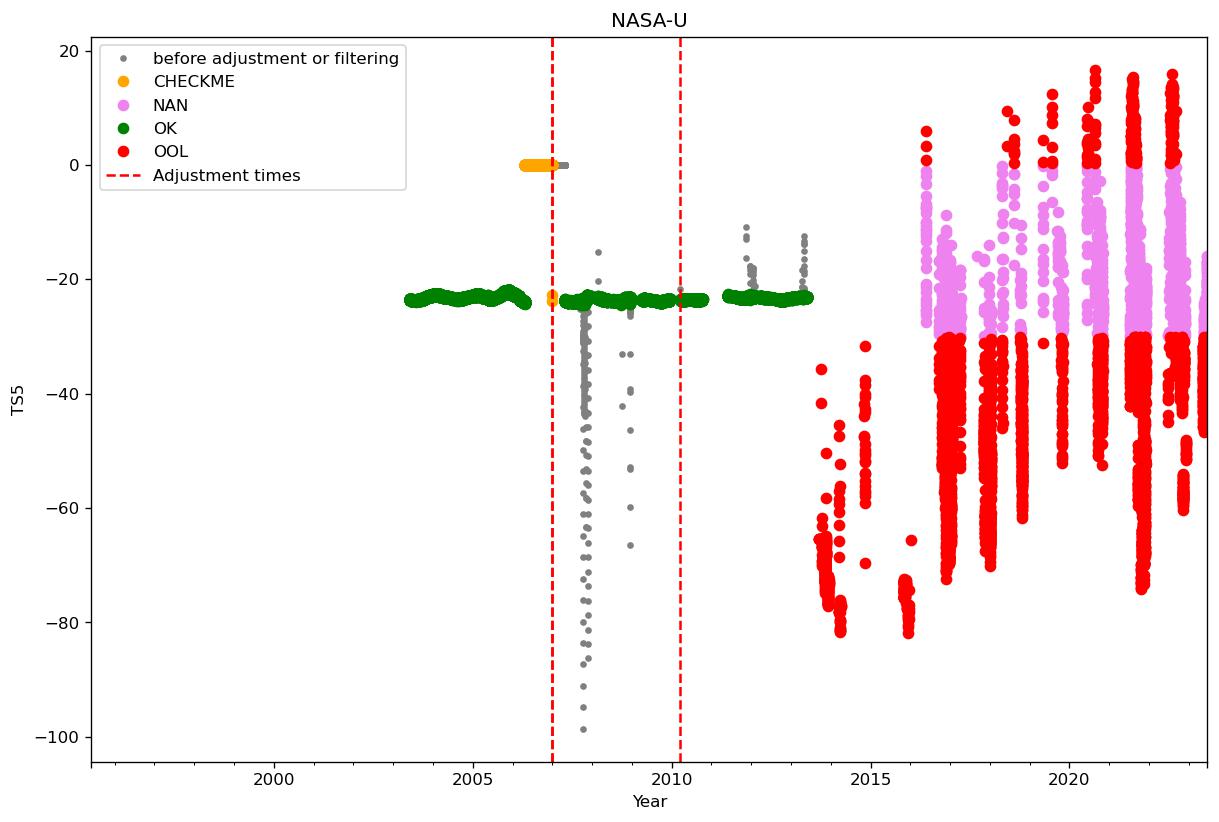 NASA-U
before adjustment or filtering
CHECKME
NAN
OK
OOL
Adjustment times
20
0
−20
−40
−60
−80
−100
TS5
2000
2005
2010
2015
2020
Year